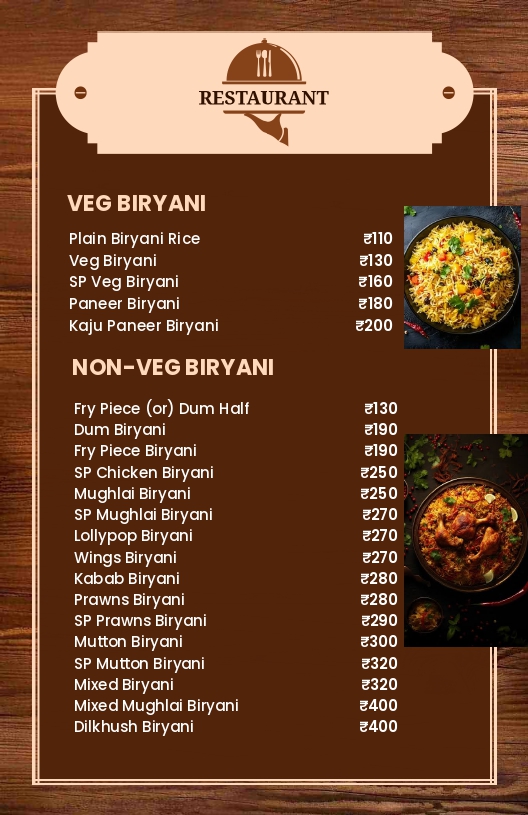 RESTAURANT
VEG BIRYANI
Plain Biryani Rice ₹110
Veg Biryani ₹130
SP Veg Biryani ₹160
Paneer Biryani ₹180
Kaju Paneer Biryani ₹200
NON-VEG BIRYANI
Fry Piece (or) Dum Half ₹130
Dum Biryani ₹190
Fry Piece Biryani ₹190
SP Chicken Biryani ₹250
Mughlai Biryani ₹250
SP Mughlai Biryani ₹270
Lollypop Biryani ₹270
Wings Biryani ₹270
Kabab Biryani ₹280
Prawns Biryani ₹280
SP Prawns Biryani ₹290
Mutton Biryani ₹300
SP Mutton Biryani ₹320
Mixed Biryani ₹320
Mixed Mughlai Biryani ₹400
Dilkhush Biryani ₹400